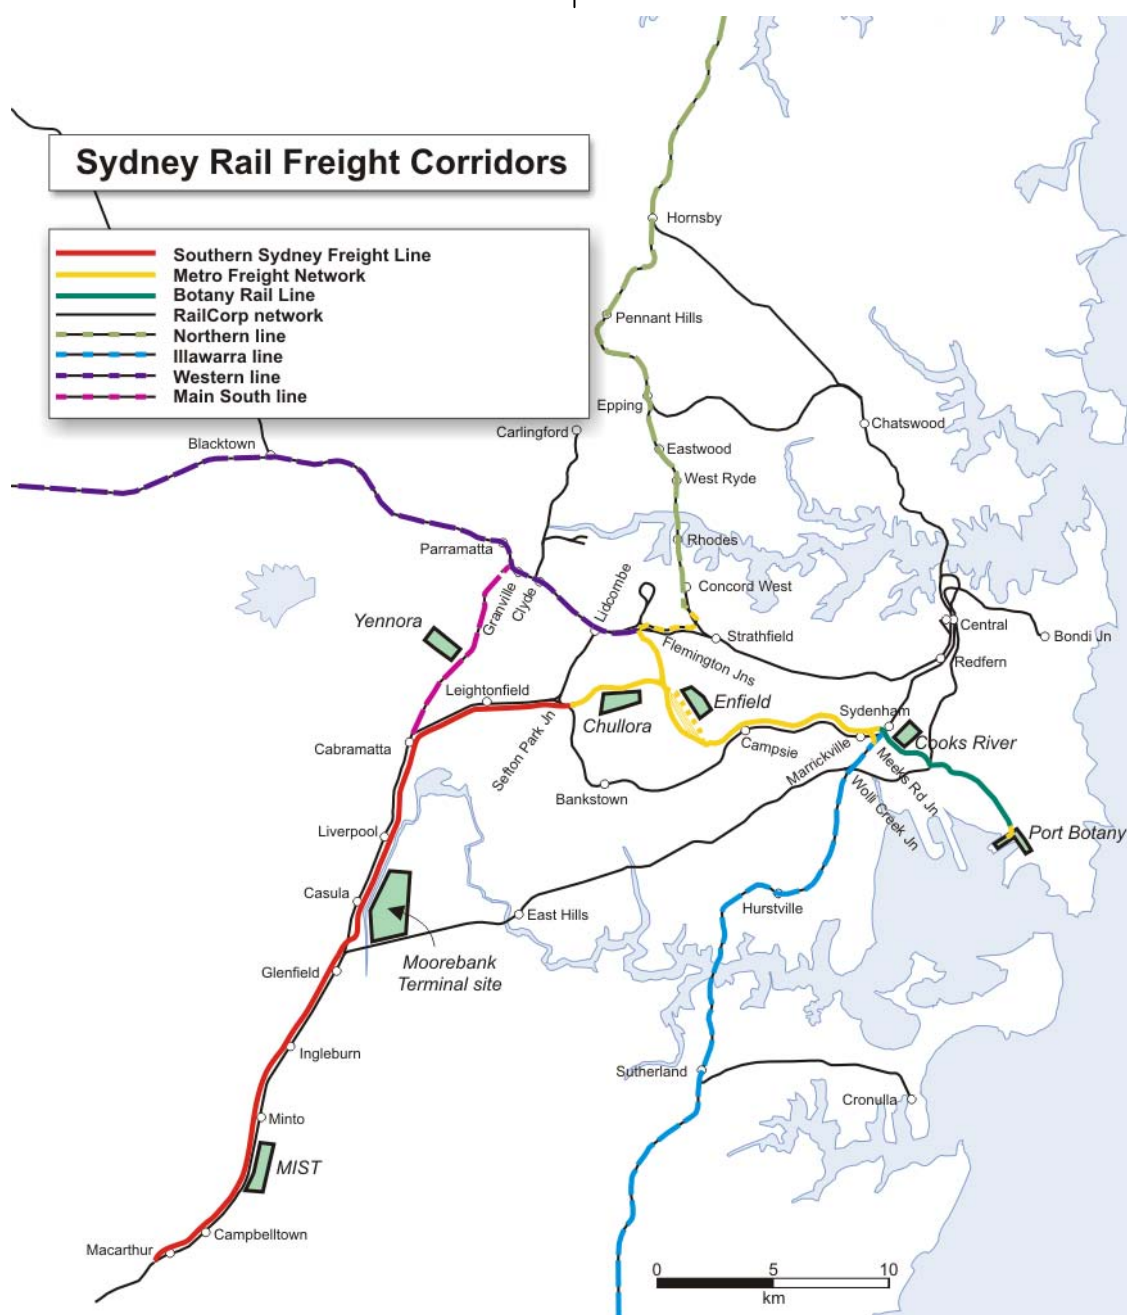 Sydney Rail Freight Corridors
Southern Sydney Freight Line
Metro Freight Network
Botany Rail Line
RailCorp network
Northern line
Illawarra line
Western line
Main South line
Hornsby
Pennant Hills
Epping
Chatswood
Carlingford
Blacktown
Eastwood
West Ryde
Parramatta
Rhodes
Granville
Clyde
Lidcombe
Concord West
Yennora
Strathfield
Central
Bondi Jn
Flemington Jns
Redfern
Leightonfield
Enfield
Chullora
Sydenham
Cabramatta
Sefton Park Jn
Campsie
Marrickville
Cooks River
Meeks Rd Jn
Bankstown
Wolli Creek Jn
Liverpool
Port Botany
Casula
East Hills
Hurstville
Moorebank
Terminal site
Glenfield
Ingleburn
Sutherland
Cronulla
Minto
MIST
Campbelltown
Macarthur
0 5 10
km